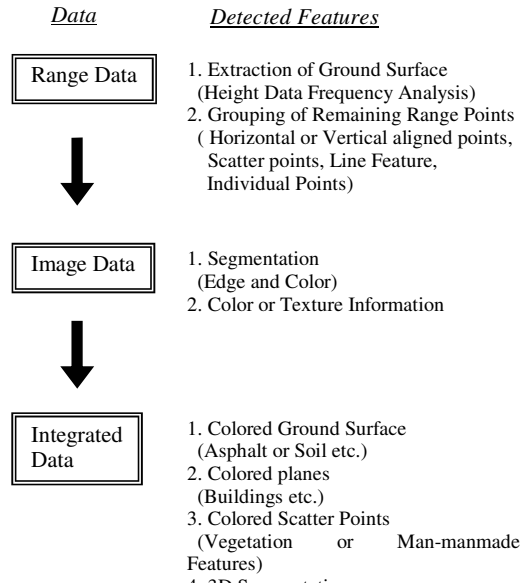 Data Detected Features
Range Data
1. Extraction of Ground Surface
(Height Data Frequency Analysis)
2. Grouping of Remaining Range Points
( Horizontal or Vertical aligned points,
Scatter points, Line Feature,
Individual Points)
Image Data
1. Segmentation
(Edge and Color)
2. Color or Texture Information
Integrated
Data
1. Colored Ground Surface
(Asphalt or Soil etc.)
2. Colored planes
(Buildings etc.)
3. Colored Scatter Points
(Vegetation or Man-manmade
Features)
4. 3D Segmentation